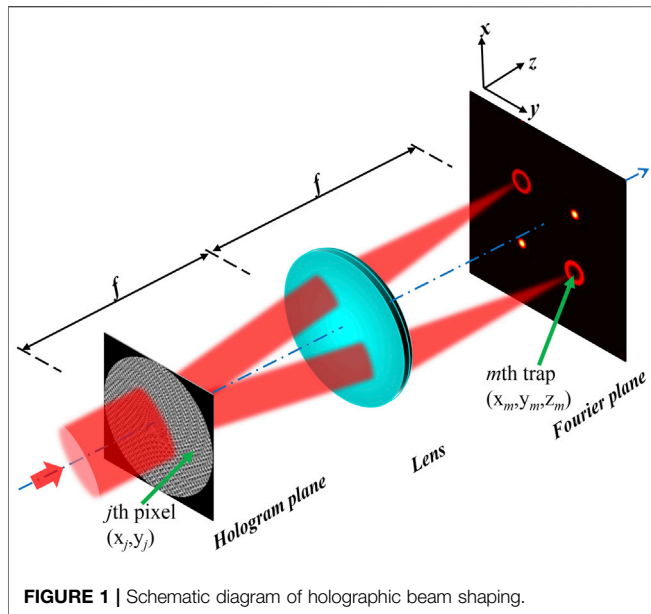 x
z
y
f
f
mth trap
(xₘ,yₘ,zₘ)
Fourier plane
Lens
Hologram plane
jth pixel
(xⱼ,yⱼ)
FIGURE 1 | Schematic diagram of holographic beam shaping.